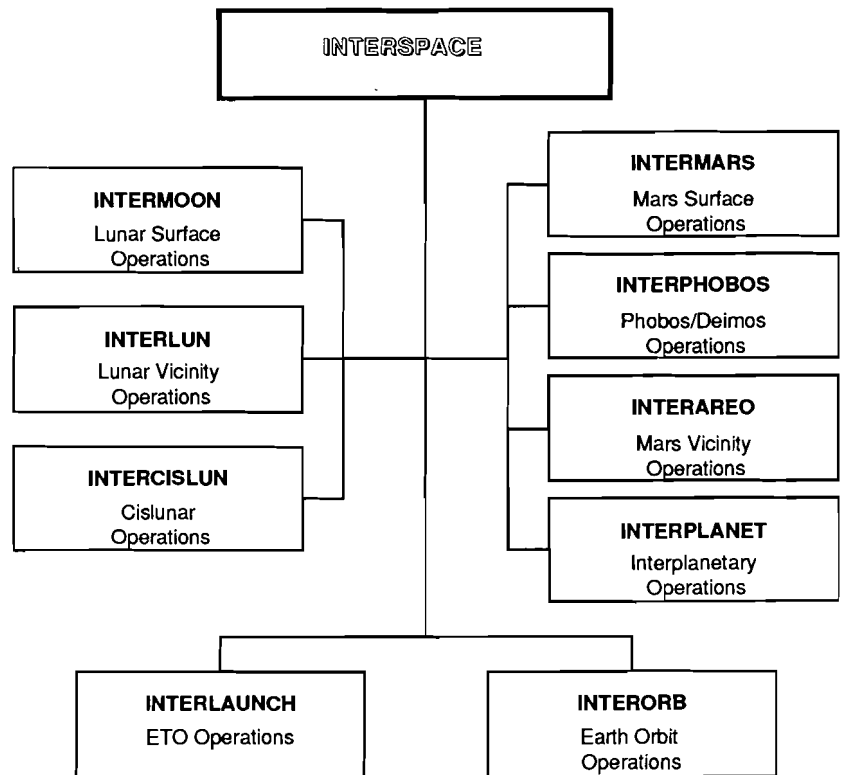 INTERSPACE
INTERMOON
Lunar Surface
Operations
INTERLUN
Lunar Vicinity
Operations
INTERCISLUN
Cislunar
Operations
INTERMARS
Mars Surface
Operations
INTERPHOBOS
Phobos/Deimos
Operations
INTERAREO
Mars Vicinity
Operations
INTERPLANET
Interplanetary
Operations
INTERLAUNCH
ETO Operations
INTERORB
Earth Orbit
Operations